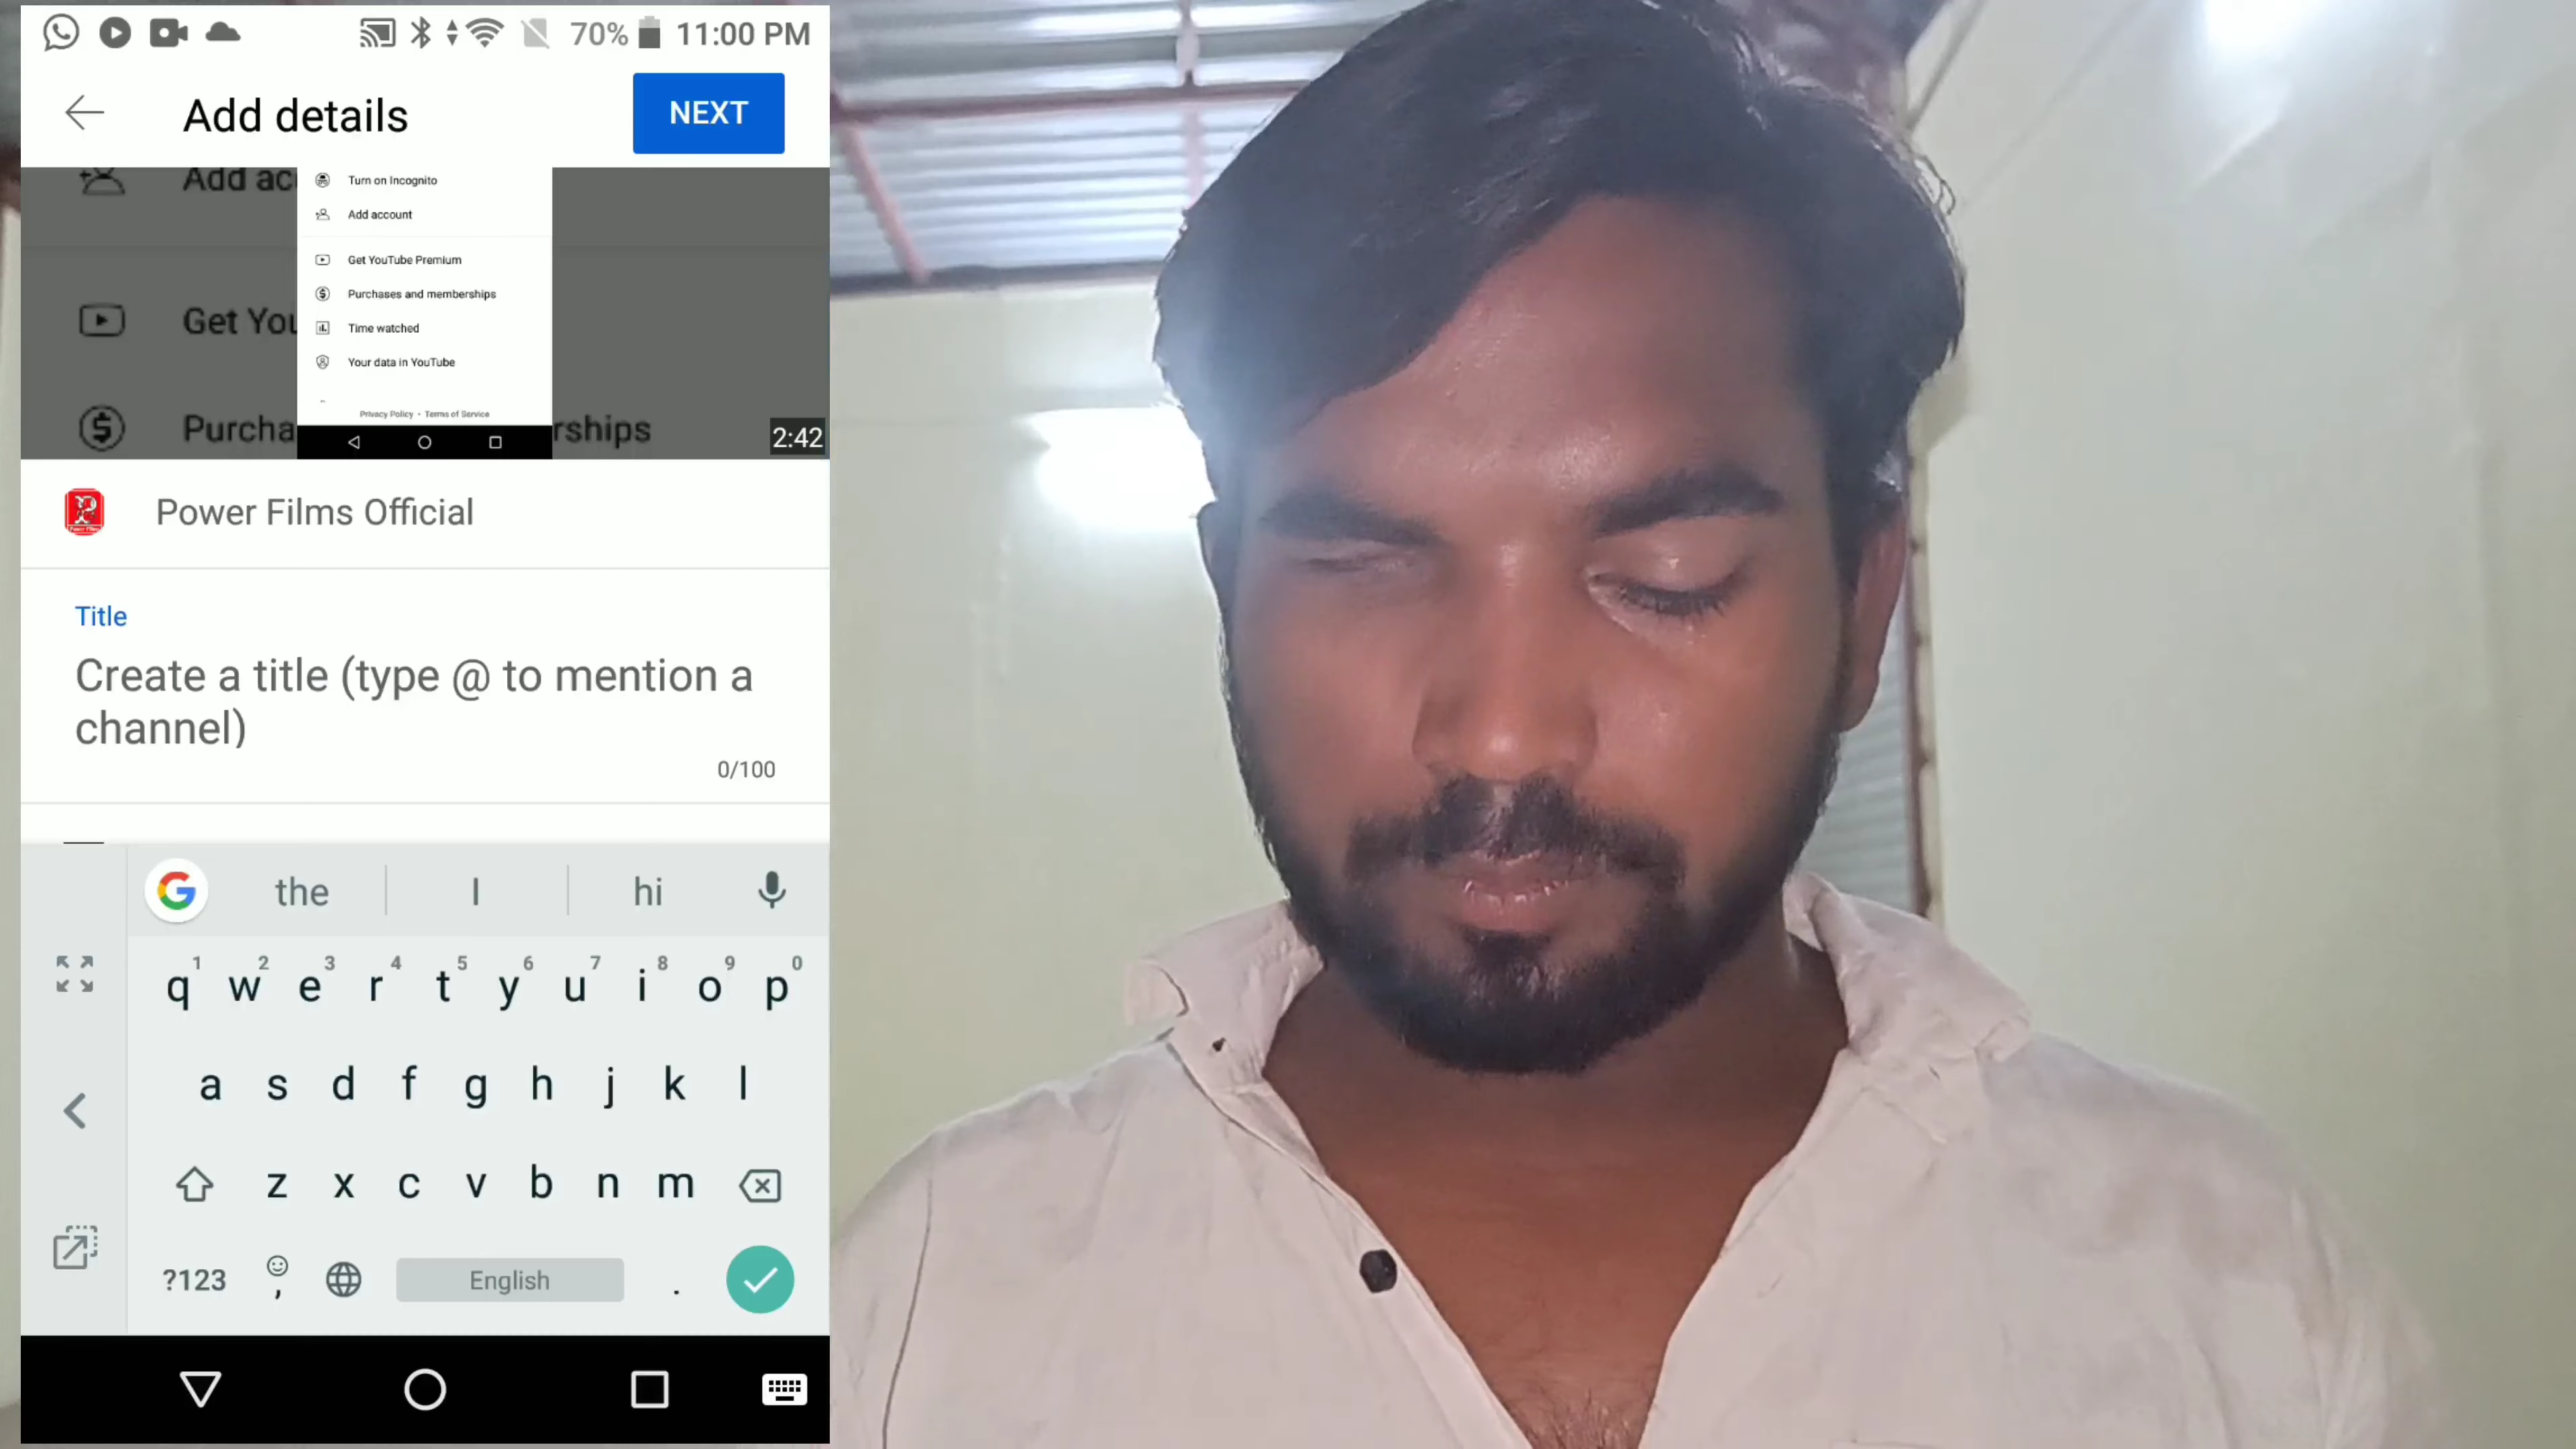 70% 11:00 PM
Add details
NEXT
Add ac
Turn on Incognito
Add account
Get YouTube Premium
Get You
Purchases and memberships
Time watched
Your data in YouTube
Privacy Policy • Terms of Service
Purcha
rships
2:42
Power Films Official
Title
Create a title (type @ to mention a
channel)
0/100
the I hi
1 2 3 4 5 6 7 8 9 0
q w e r t y u i o p
a s d f g h j k l
z x c v b n m
?123 , English .